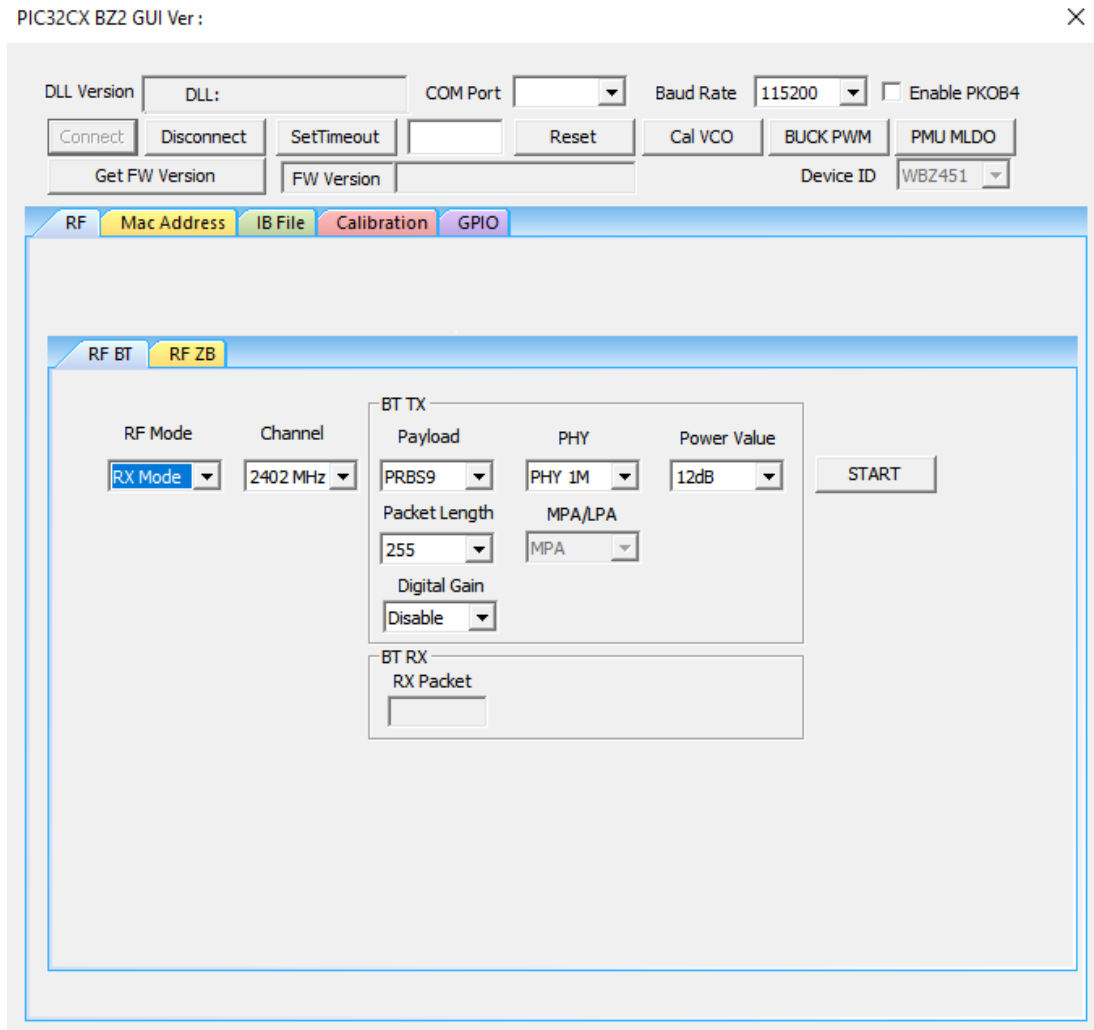 PIC32CX BZ2 GUI Ver :
DLL Version DLL: COM Port Baud Rate 115200 Enable PKOB4
Connect Disconnect SetTimeout Reset Cal VCO BUCK PWM PMU MLDO
Get FW Version FW Version Device ID WBZ451
RF Mac Address IB File Calibration GPIO
RF BT RF ZB
BT TX
RF Mode Channel Payload PHY Power Value
RX Mode 2402 MHz PRBS9 PHY 1M 12dB START
Packet Length MPA/LPA
255 MPA
Digital Gain
Disable
BT RX
RX Packet